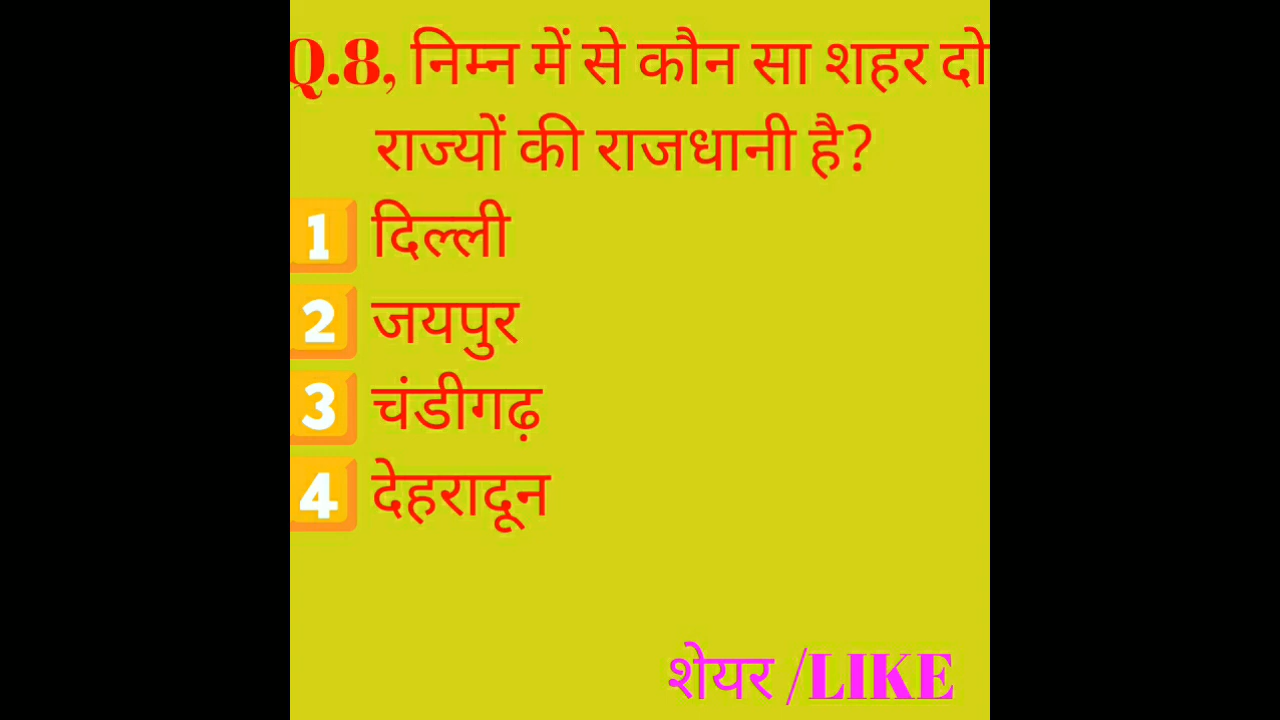 Q.8, निम्न में से कौन सा शहर दो
राज्यों की राजधानी है?
1 दिल्ली
2 जयपुर
3 चंडीगढ़
4 देहरादून
शेयर /LIKE